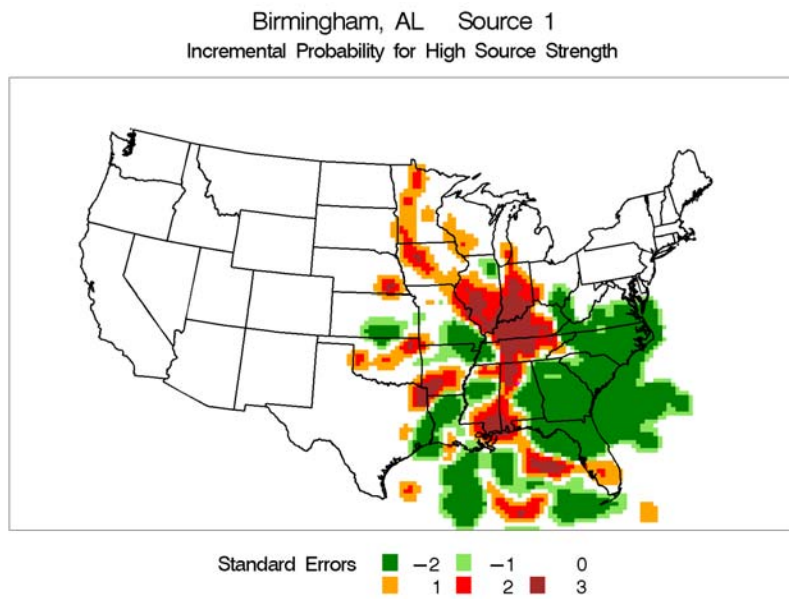 Birmingham, AL Source 1
Incremental Probability for High Source Strength
Standard Errors −2 −1 0
1 2 3